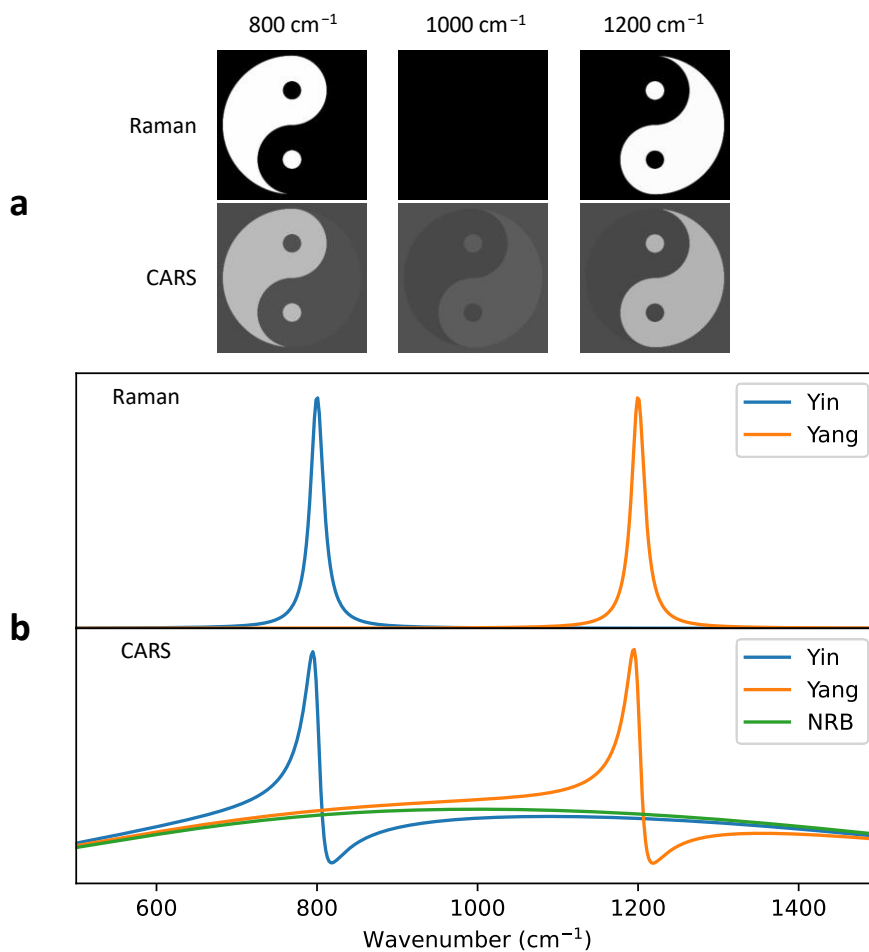 800 cm⁻¹ 1000 cm⁻¹ 1200 cm⁻¹
Raman
a
CARS
Raman
Yin
Yang
b
CARS
Yin
Yang
NRB
600 800 1000 1200 1400
Wavenumber (cm⁻¹)